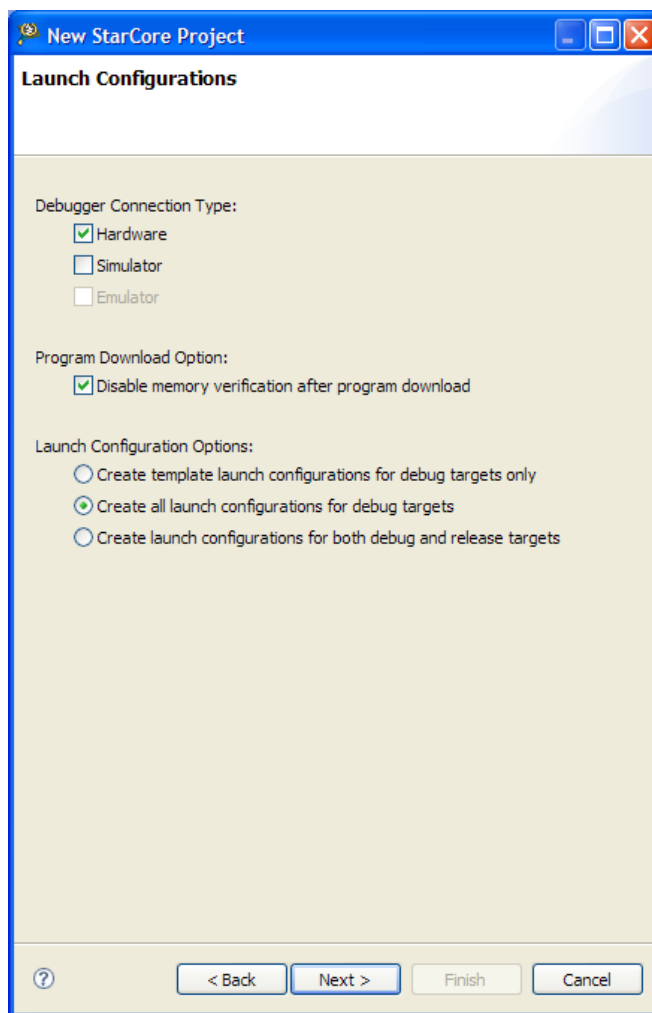 New StarCore Project
Launch Configurations
Debugger Connection Type:
Hardware
Simulator
Emulator
Program Download Option:
Disable memory verification after program download
Launch Configuration Options:
Create template launch configurations for debug targets only
Create all launch configurations for debug targets
Create launch configurations for both debug and release targets
? < Back Next > Finish Cancel